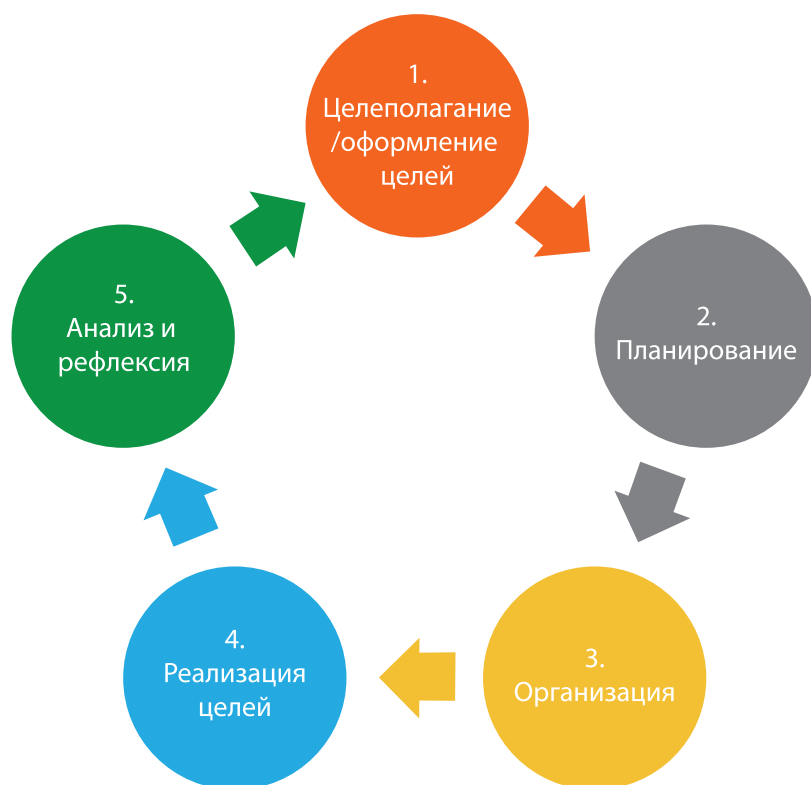 1.
Целеполагание
/оформление
целей
2.
Планирование
3.
Организация
4.
Реализация
целей
5.
Анализ и
рефлексия